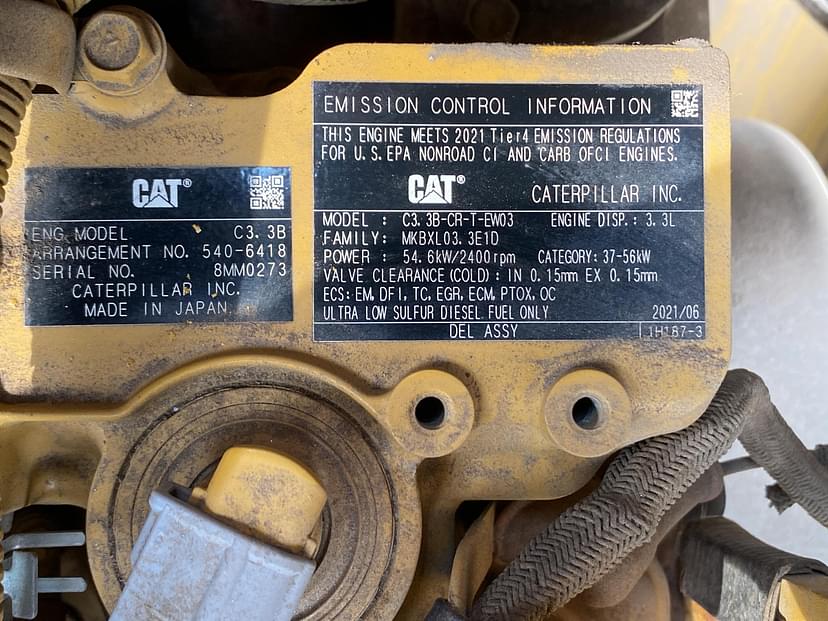 CAT®
ENG. MODEL C3.3B
ARRANGEMENT NO. 540-6418
SERIAL NO. 8MM0273
CATERPILLAR INC.
MADE IN JAPAN
EMISSION CONTROL INFORMATION
THIS ENGINE MEETS 2021 Tier4 EMISSION REGULATIONS
FOR U.S.EPA NONROAD CI AND CARB OFCI ENGINES.
CAT® CATERPILLAR INC.
MODEL : C3.3B-CR-T-EW03 ENGINE DISP.: 3.3L
FAMILY: MKBXL03.3E1D
POWER : 54.6kW/2400rpm CATEGORY: 37-56kW
VALVE CLEARANCE(COLD): IN 0.15mm EX 0.15mm
ECS: EM, DFI, TC, EGR, ECM, PTOX, OC
ULTRA LOW SULFUR DIESEL FUEL ONLY 2021/06
DEL ASSY 1H187-3